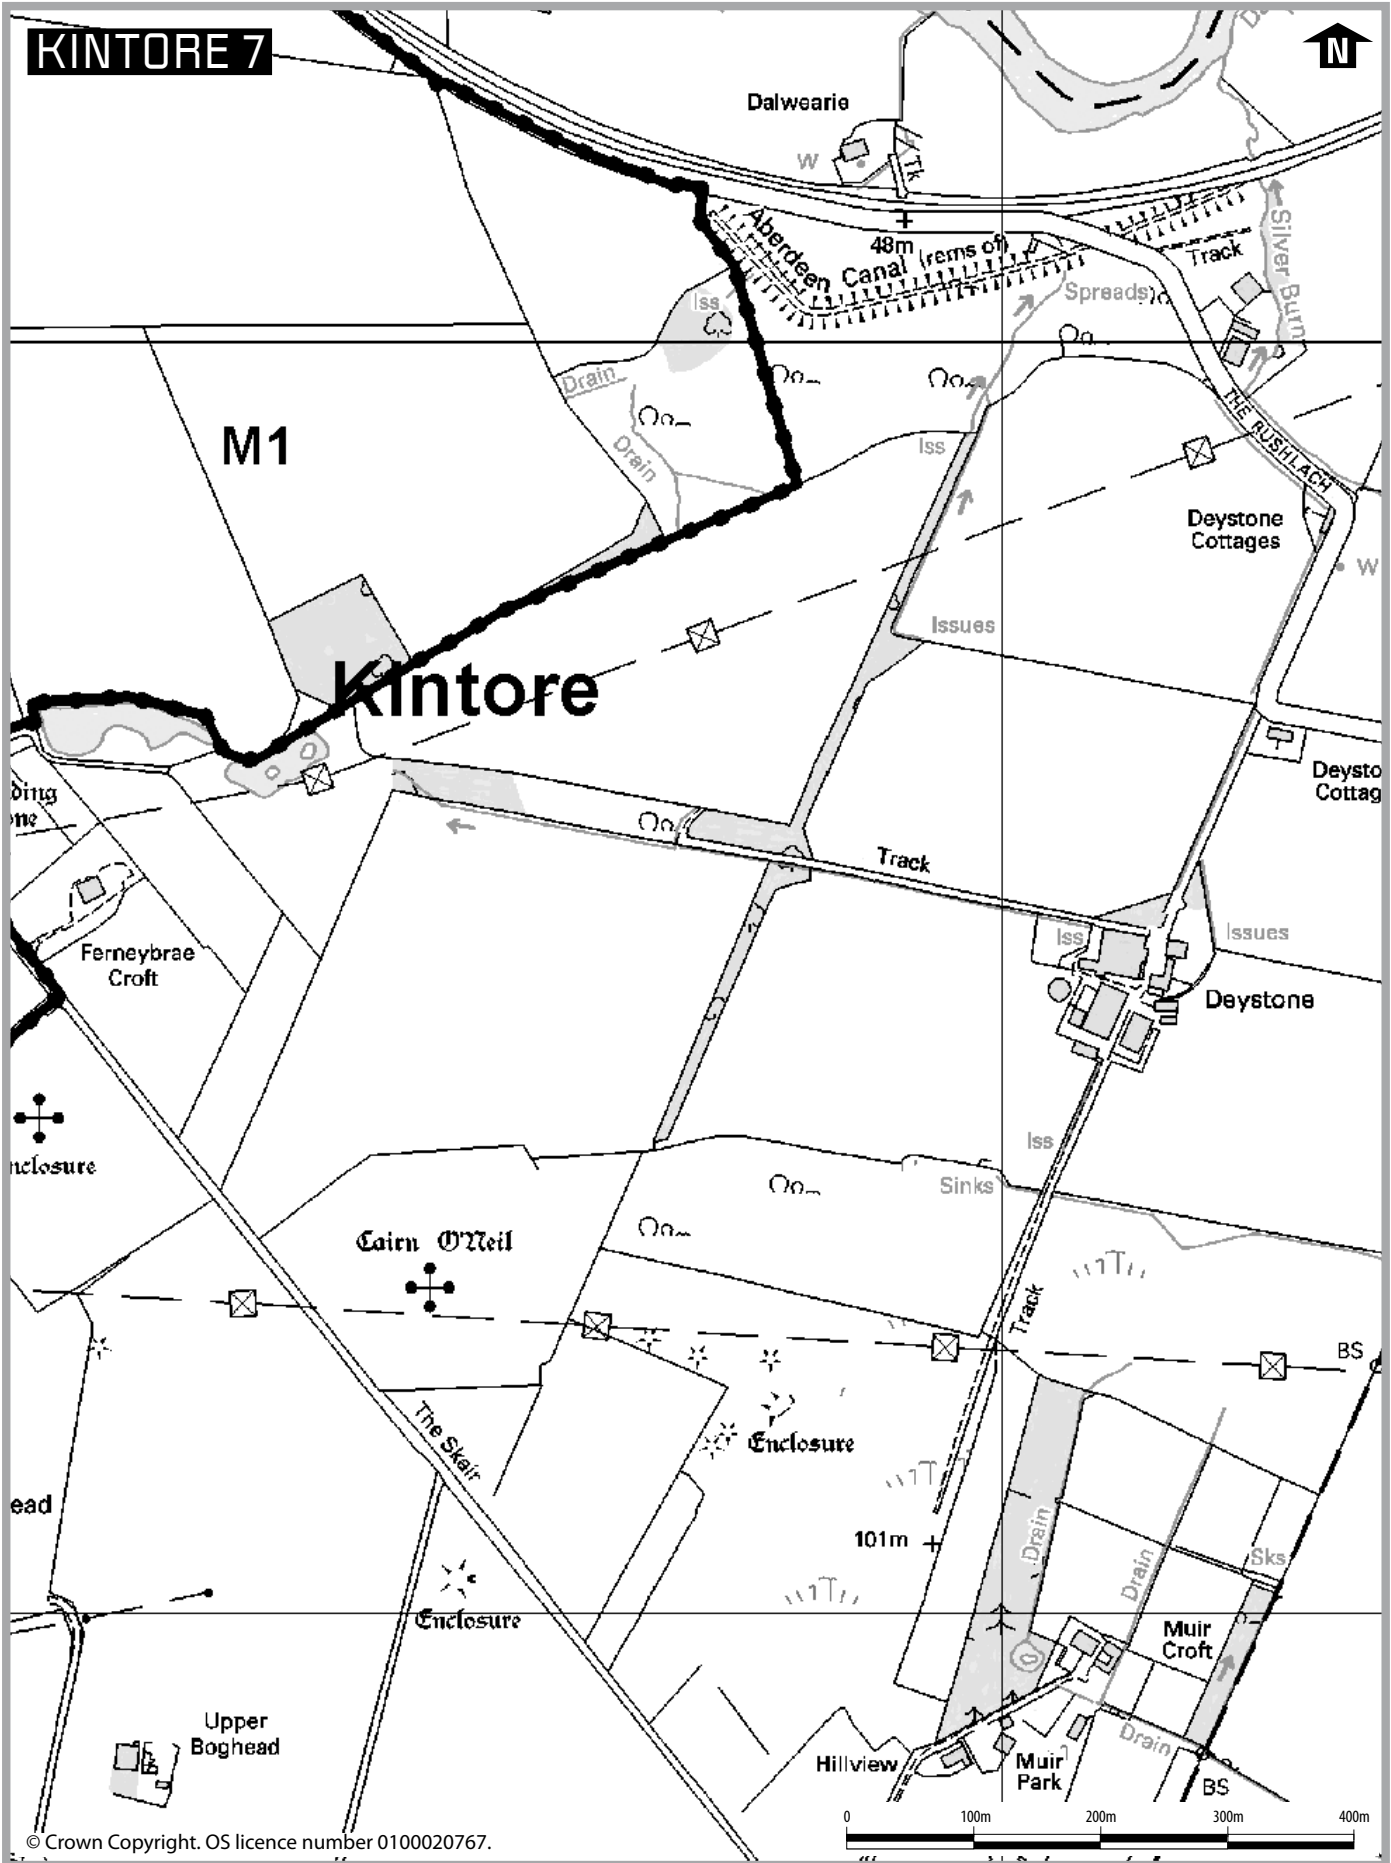 KINTORE 7
N
Dalwearie
W
Tk
Aberdeen Canal (rems of)
48m
Track
Silver Burn
Spreads
Iss
Drain
Drain
M1
THE RUSHLACH
Iss
Deystone
Cottages
W
Issues
KIntore
Deysto
Cottag
ding
ne
Track
Ferneybrae
Croft
Iss
Issues
Deystone
nclosure
Iss
Sinks
Cairn O'Neil
Track
BS
The Skair
Enclosure
ead
101m
Drain
Drain
Sks
Enclosure
Muir
Croft
Upper
Boghead
Drain
Hillview
Muir
Park
BS
0 100m 200m 300m 400m
© Crown Copyright. OS licence number 0100020767.